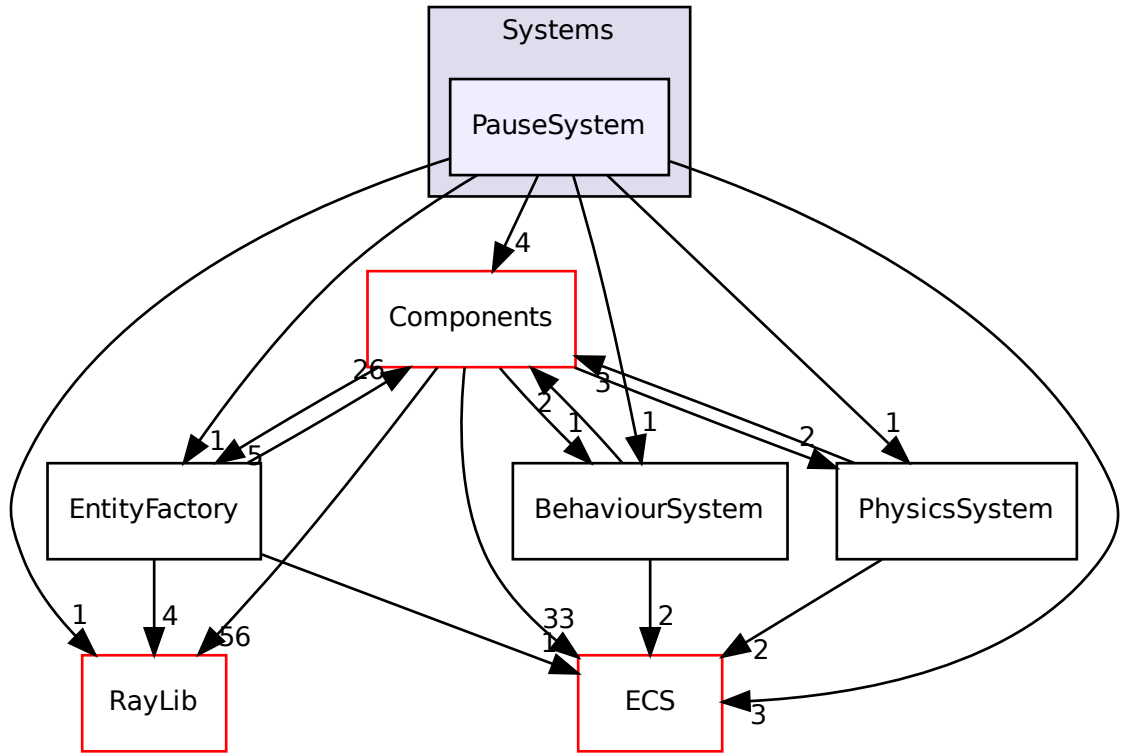 Systems
PauseSystem
4
Components
26
3
2
1
1
1
2
1
5
EntityFactory
BehaviourSystem
PhysicsSystem
1
4
56
33
1
2
2
3
RayLib
ECS